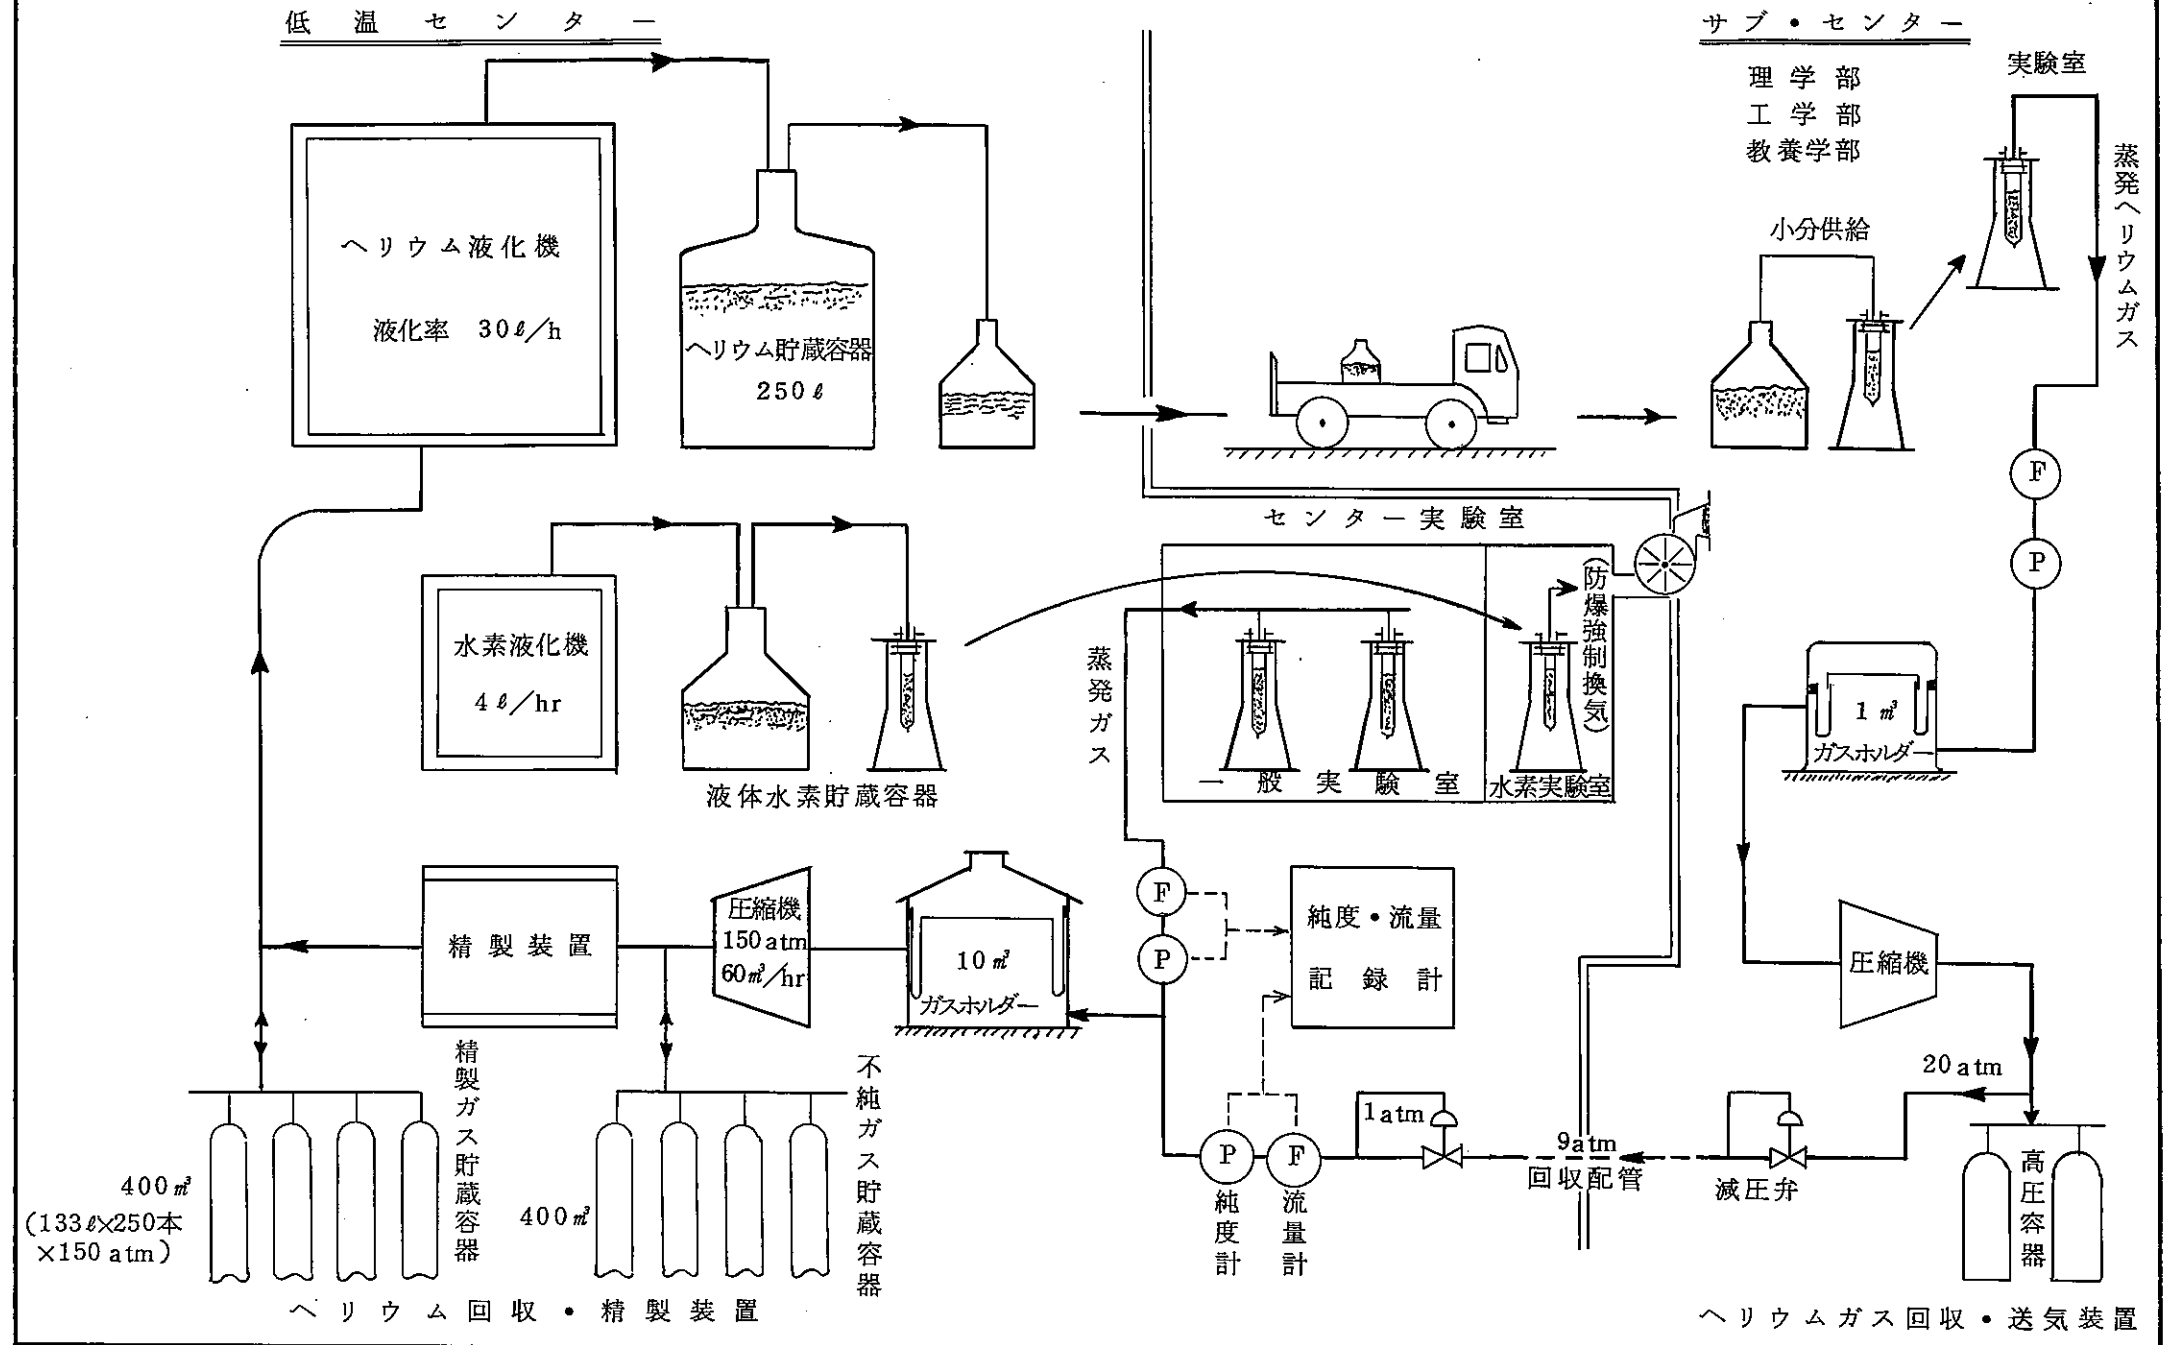 低温センター
サブ・センター
理学部
工学部
教養学部
実験室
蒸発ヘリウムガス
小分供給
ヘリウム液化機
液化率 30ℓ/h
ヘリウム貯蔵容器
250ℓ
F
P
センター実験室
水素液化機
4ℓ/hr
液体水素貯蔵容器
蒸発ガス
一般実験室
水素実験室
(防爆強制換気)
1㎥
ガスホルダー
精製装置
圧縮機
150atm
60㎥/hr
10㎥
ガスホルダー
F
P
純度・流量
記録計
圧縮機
20atm
精製ガス貯蔵容器
400㎥
(133ℓ×250本
×150atm)
不純ガス貯蔵容器
400㎥
P
F
純度計
流量計
1atm
9atm
回収配管
減圧弁
高圧容器
ヘリウム回収・精製装置
ヘリウムガス回収・送気装置